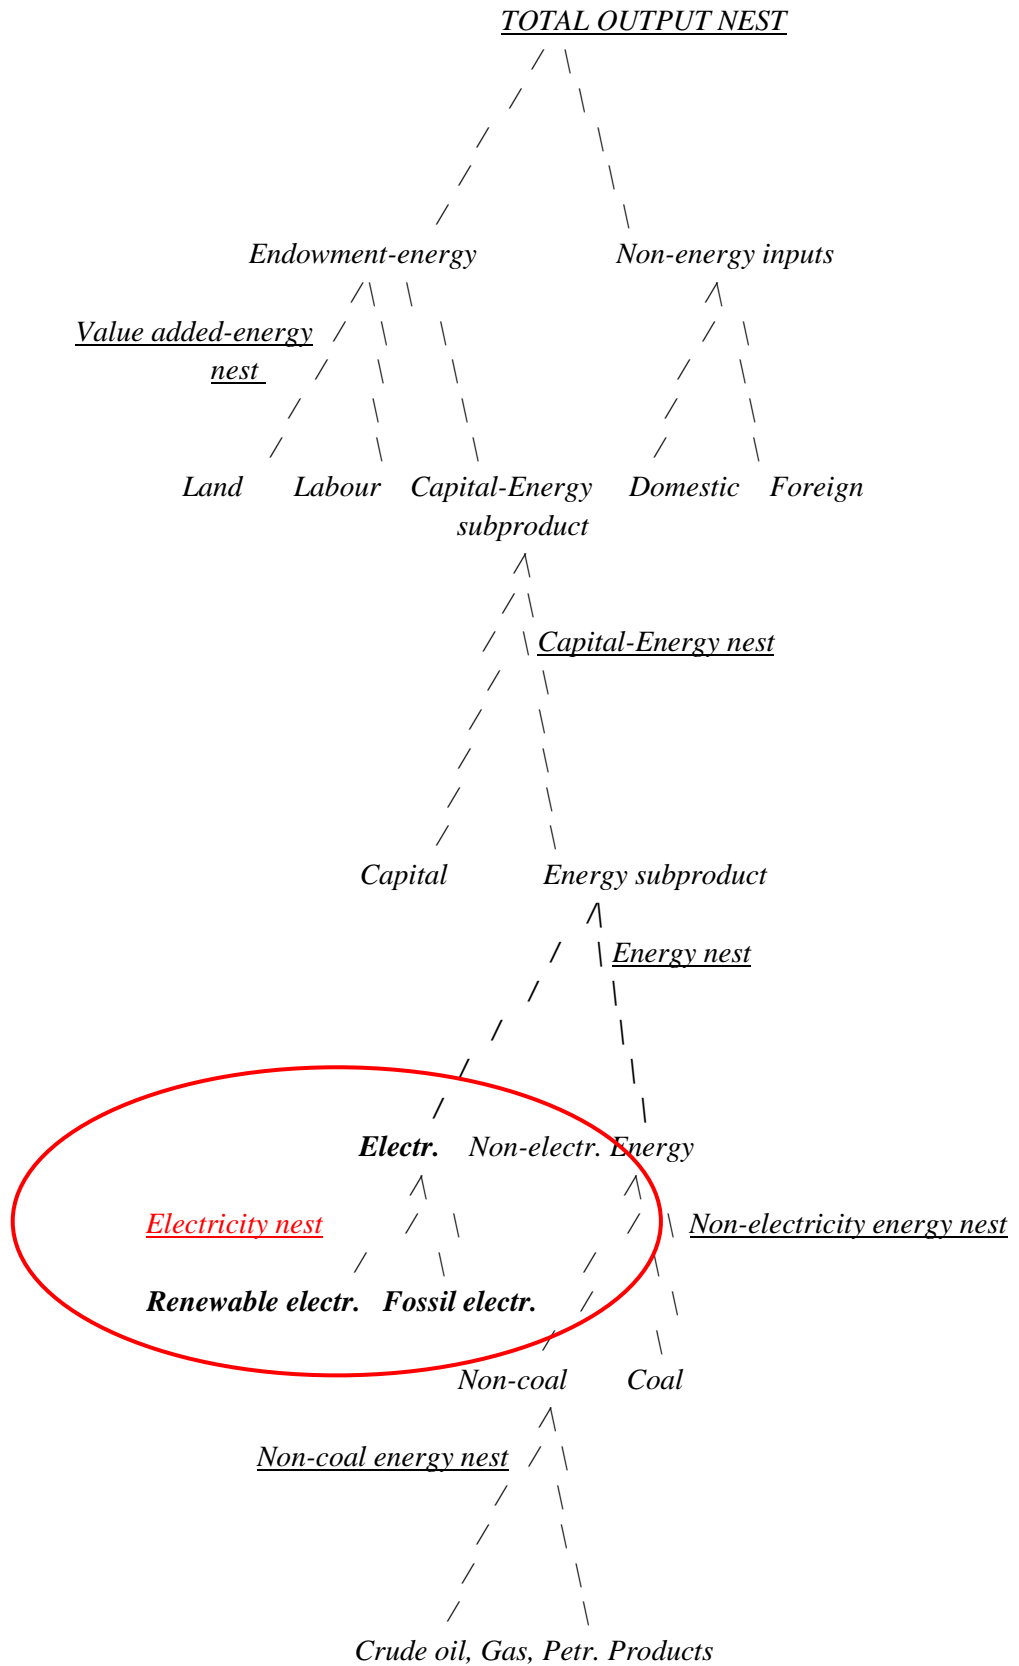 TOTAL OUTPUT NEST
Endowment-energy Non-energy inputs
Value added-energy
nest
Land Labour Capital-Energy Domestic Foreign
subproduct
Capital-Energy nest
Capital Energy subproduct
Energy nest
Electr. Non-electr. Energy
Electricity nest Non-electricity energy nest
Renewable electr. Fossil electr.
Non-coal Coal
Non-coal energy nest
Crude oil, Gas, Petr. Products